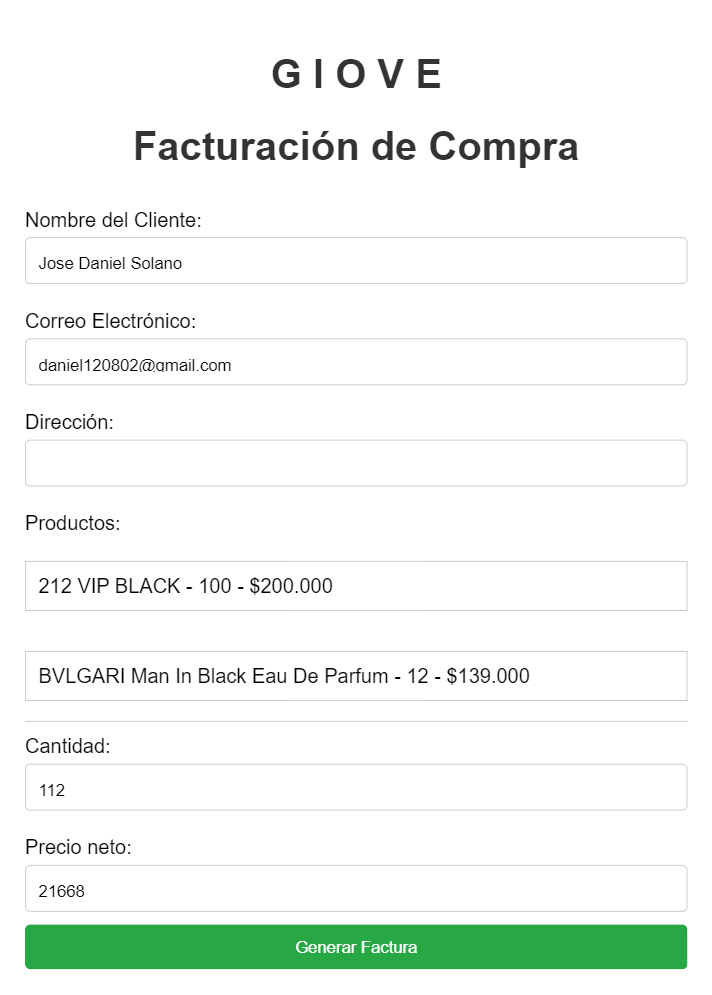 G I O V E
Facturación de Compra
Nombre del Cliente:
Jose Daniel Solano
Correo Electrónico:
daniel120802@gmail.com
Dirección:
Productos:
212 VIP BLACK - 100 - $200.000
BVLGARI Man In Black Eau De Parfum - 12 - $139.000
Cantidad:
112
Precio neto:
21668
Generar Factura